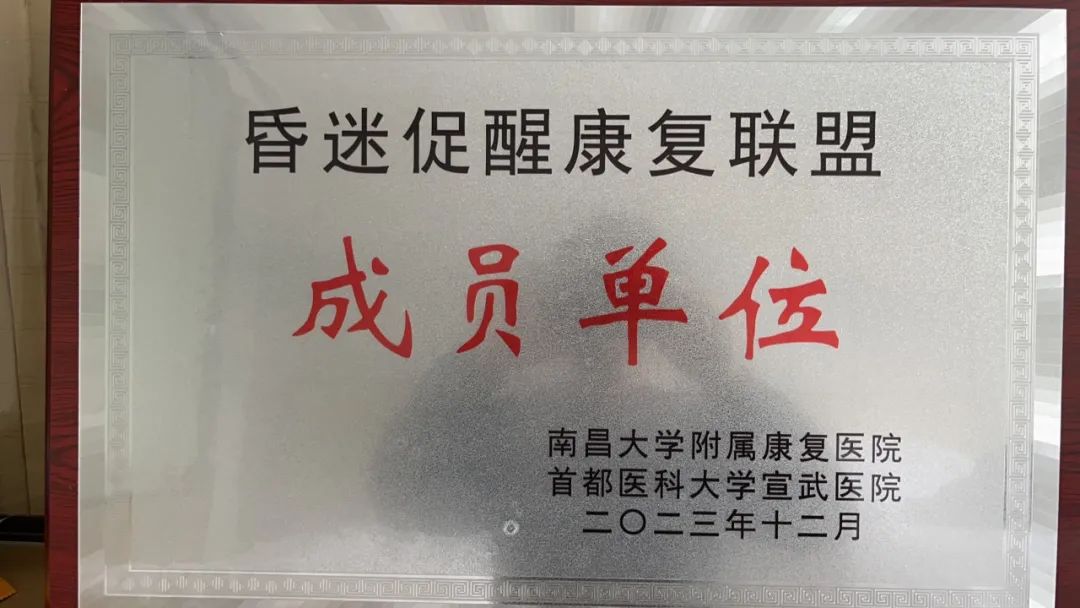 昏迷促醒康复联盟
成员单位
南昌大学附属康复医院
首都医科大学宣武医院
二〇二三年十二月